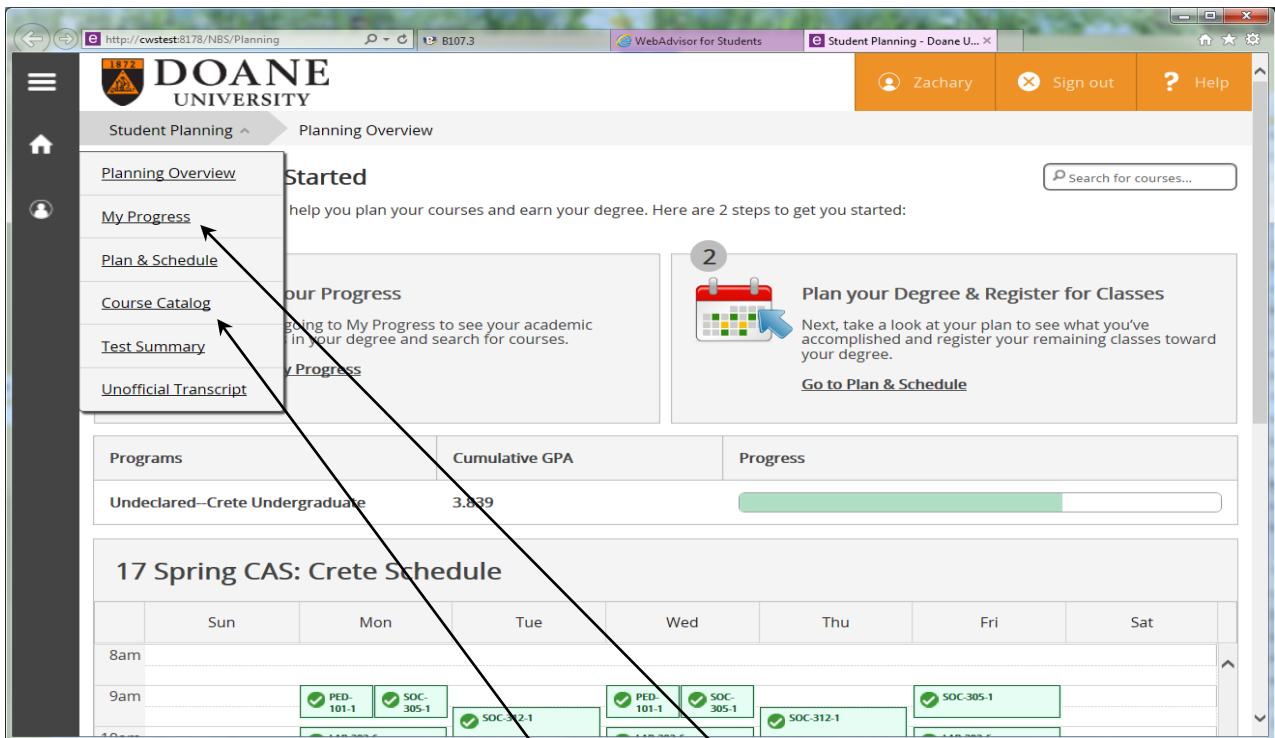 http://cwstest:8178/NBS/Planning
B107.3
WebAdvisor for Students
Student Planning - Doane U...
1872
DOANE
UNIVERSITY
Zachary
Sign out
? Help
Student Planning
Planning Overview
Planning Overview
My Progress
Plan & Schedule
Course Catalog
Test Summary
Unofficial Transcript
Started
Search for courses...
help you plan your courses and earn your degree. Here are 2 steps to get you started:
our Progress
going to My Progress to see your academic
in your degree and search for courses.
y Progress
2
Plan your Degree & Register for Classes
Next, take a look at your plan to see what you've
accomplished and register your remaining classes toward
your degree.
Go to Plan & Schedule
Programs
Cumulative GPA
Progress
Undeclared--Crete Undergraduate
3.839
17 Spring CAS: Crete Schedule
Sun
Mon
Tue
Wed
Thu
Fri
Sat
8am
9am
PED-
101-1
SOC-
305-1
SOC-312-1
PED-
101-1
SOC-
305-1
SOC-312-1
SOC-305-1